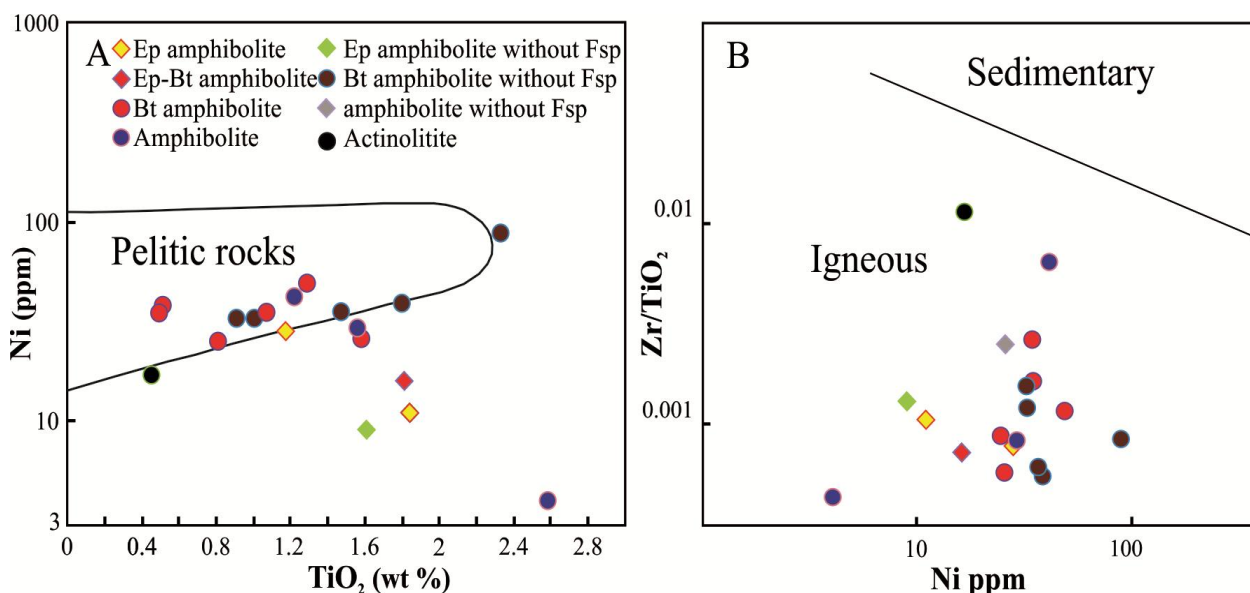 A
Ep amphibolite
Ep-Bt amphibolite
Bt amphibolite
Amphibolite
Ep amphibolite without Fsp
Bt amphibolite without Fsp
amphibolite without Fsp
Actinolitite
Pelitic rocks
1000
100
10
3
Ni (ppm)
0 0.4 0.8 1.2 1.6 2 2.4 2.8
TiO₂ (wt %)
B
Sedimentary
Igneous
0.01
0.001
Zr/TiO₂
10 100
Ni ppm